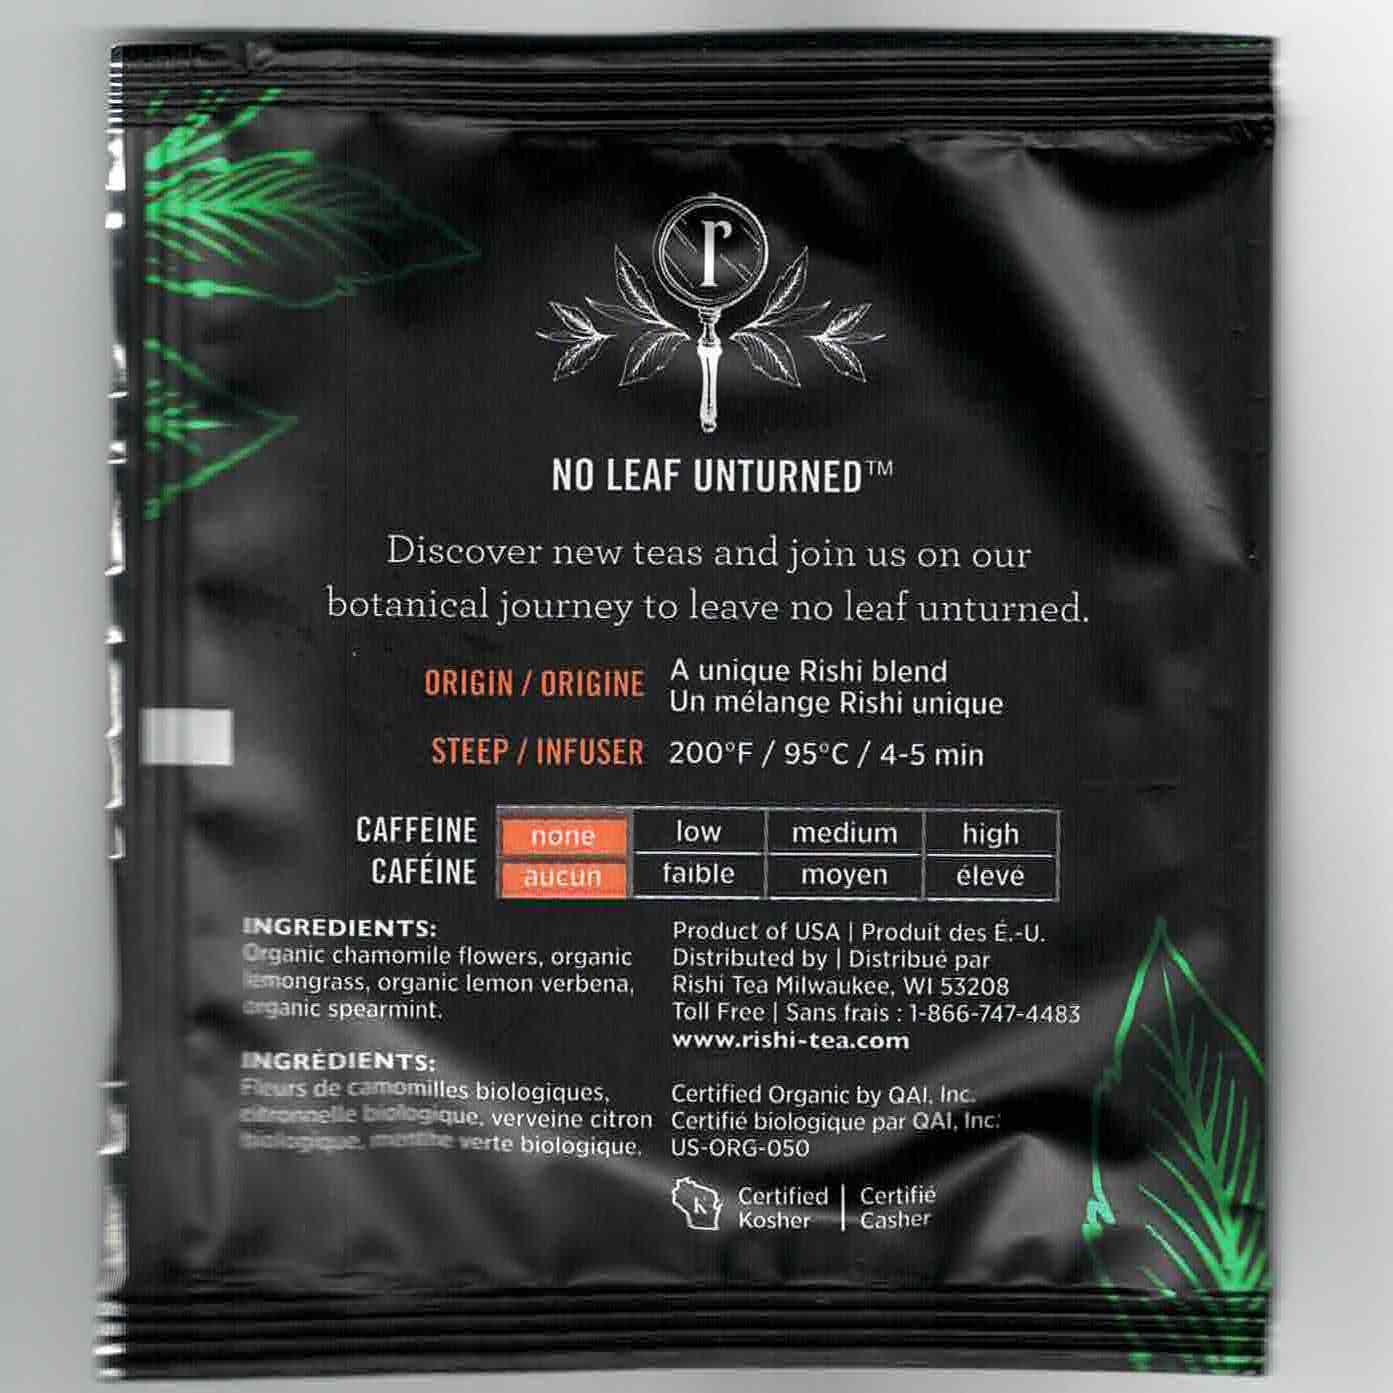 r
NO LEAF UNTURNED™
Discover new teas and join us on our
botanical journey to leave no leaf unturned.
ORIGIN / ORIGINE A unique Rishi blend
Un mélange Rishi unique
STEEP / INFUSER 200°F / 95°C / 4-5 min
CAFFEINE none low medium high
CAFÉINE aucun faible moyen élevé
INGREDIENTS:
Organic chamomile flowers, organic
lemongrass, organic lemon verbena,
organic spearmint.
INGRÉDIENTS:
Fleurs de camomilles biologiques,
citronnelle biologique, verveine citron
biologique, menthe verte biologique.
Product of USA | Produit des É.-U.
Distributed by | Distribué par
Rishi Tea Milwaukee, WI 53208
Toll Free | Sans frais : 1-866-747-4483
www.rishi-tea.com
Certified Organic by QAI, Inc.
Certifié biologique par QAI, Inc.
US-ORG-050
K
Certified | Certifié
Kosher | Casher